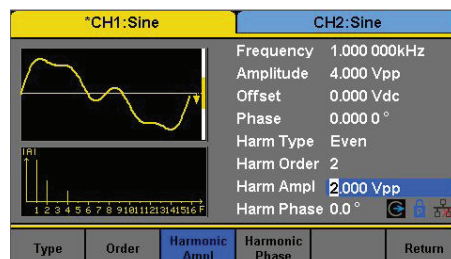 *CH1:Sine
CH2:Sine
Frequency 1.000 000kHz
Amplitude 4.000 Vpp
Offset 0.000 Vdc
Phase 0.000 0 °
Harm Type Even
Harm Order 2
Harm Ampl 2.000 Vpp
Harm Phase 0.0 °
|A|
1 2 3 4 5 6 7 8 9 10 11 12 13 14 15 16 F
Type
Order
Harmonic Ampl
Harmonic Phase
Return